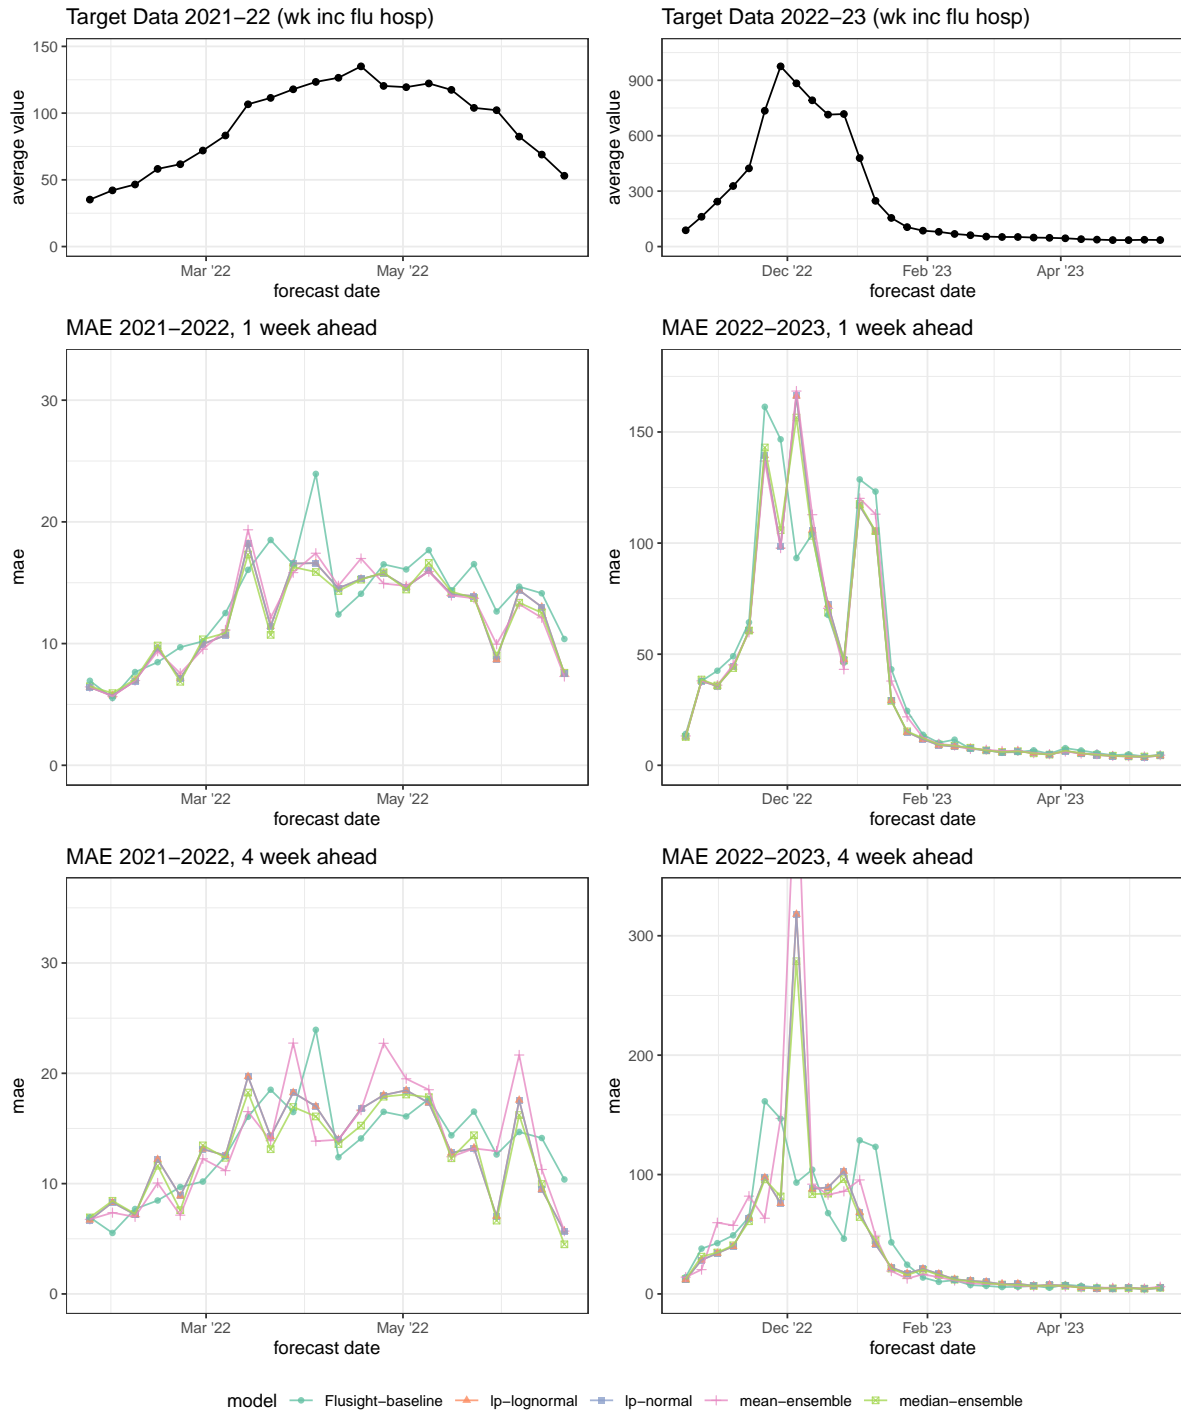 Target Data 2021−22 (wk inc flu hosp)
150
100
50
0
average value
Mar '22
May '22
forecast date
Target Data 2022−23 (wk inc flu hosp)
900
600
300
0
average value
Dec '22
Feb '23
Apr '23
forecast date
MAE 2021−2022, 1 week ahead
30
20
10
0
mae
Mar '22
May '22
forecast date
MAE 2022−2023, 1 week ahead
150
100
50
0
mae
Dec '22
Feb '23
Apr '23
forecast date
MAE 2021−2022, 4 week ahead
30
20
10
0
mae
Mar '22
May '22
forecast date
MAE 2022−2023, 4 week ahead
300
200
100
0
mae
Dec '22
Feb '23
Apr '23
forecast date
model Flusight−baseline lp−lognormal lp−normal mean−ensemble median−ensemble